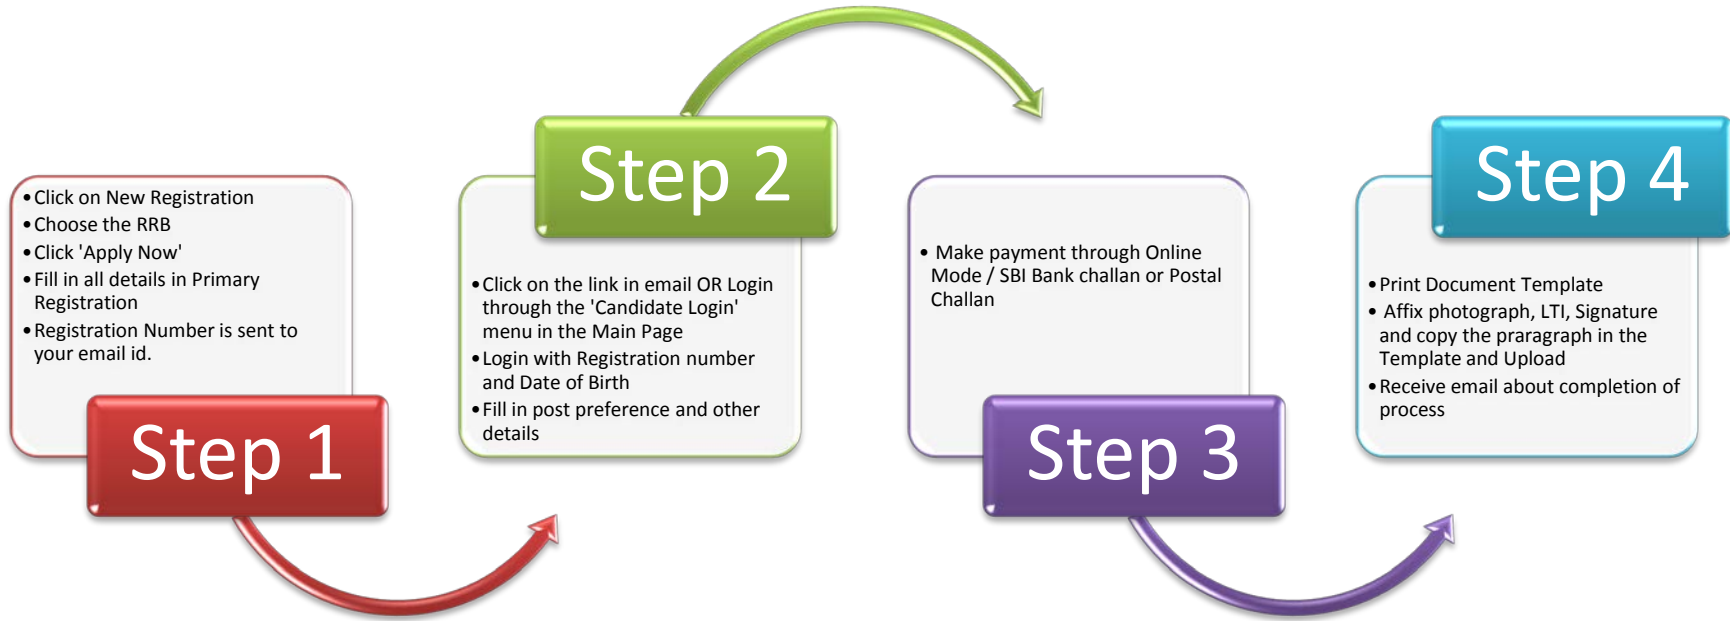 •Click on New Registration
•Choose the RRB
•Click 'Apply Now'
•Fill in all details in Primary
Registration
•Registration Number is sent to
your email id.
Step 1
Step 2
•Click on the link in email OR Login
through the 'Candidate Login'
menu in the Main Page
•Login with Registration number
and Date of Birth
•Fill in post preference and other
details
• Make payment through Online
Mode / SBI Bank challan or Postal
Challan
Step 3
Step 4
•Print Document Template
• Affix photograph, LTI, Signature
and copy the praragraph in the
Template and Upload
•Receive email about completion of
process